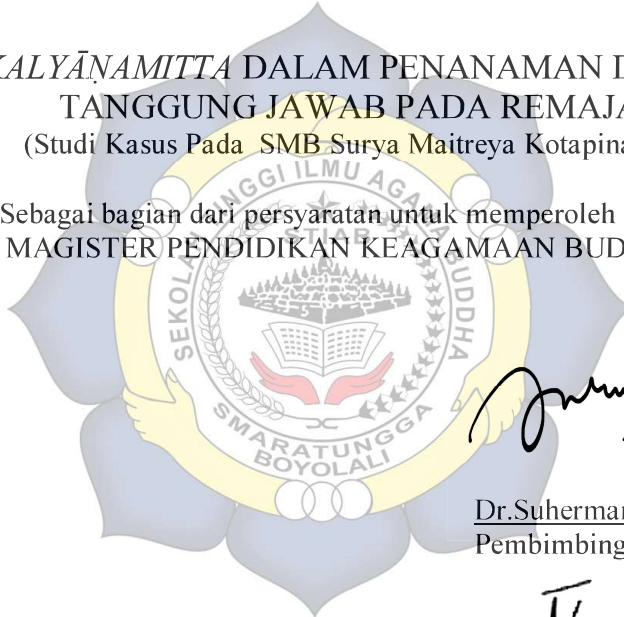 KALYĀṆAMITTA DALAM PENANAMAN D
TANGGUNG JAWAB PADA REMAJA
(Studi Kasus Pada SMB Surya Maitreya Kotapina
Sebagai bagian dari persyaratan untuk memperoleh
MAGISTER PENDIDIKAN KEAGAMAAN BUD
SEKOLAH TINGGI ILMU AGAMA BUDDHA
STIAB
SMARATUNGGA
BOYOLALI
Dr.Suherman
Pembimbing